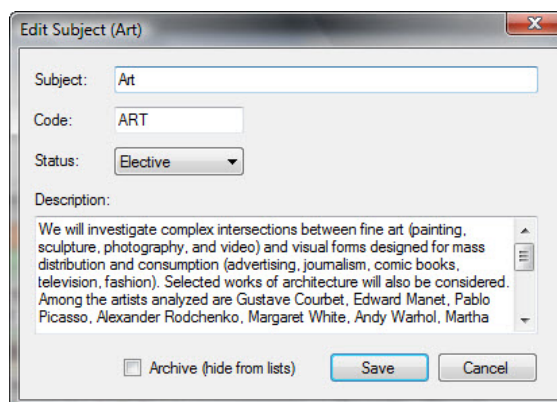 Edit Subject (Art)
Subject: Art
Code: ART
Status: Elective
Description:
We will investigate complex intersections between fine art (painting,
sculpture, photography, and video) and visual forms designed for mass
distribution and consumption (advertising, journalism, comic books,
television, fashion). Selected works of architecture will also be considered.
Among the artists analyzed are Gustave Courbet, Edward Manet, Pablo
Picasso, Alexander Rodchenko, Margaret White, Andy Warhol, Martha
Archive (hide from lists) Save Cancel